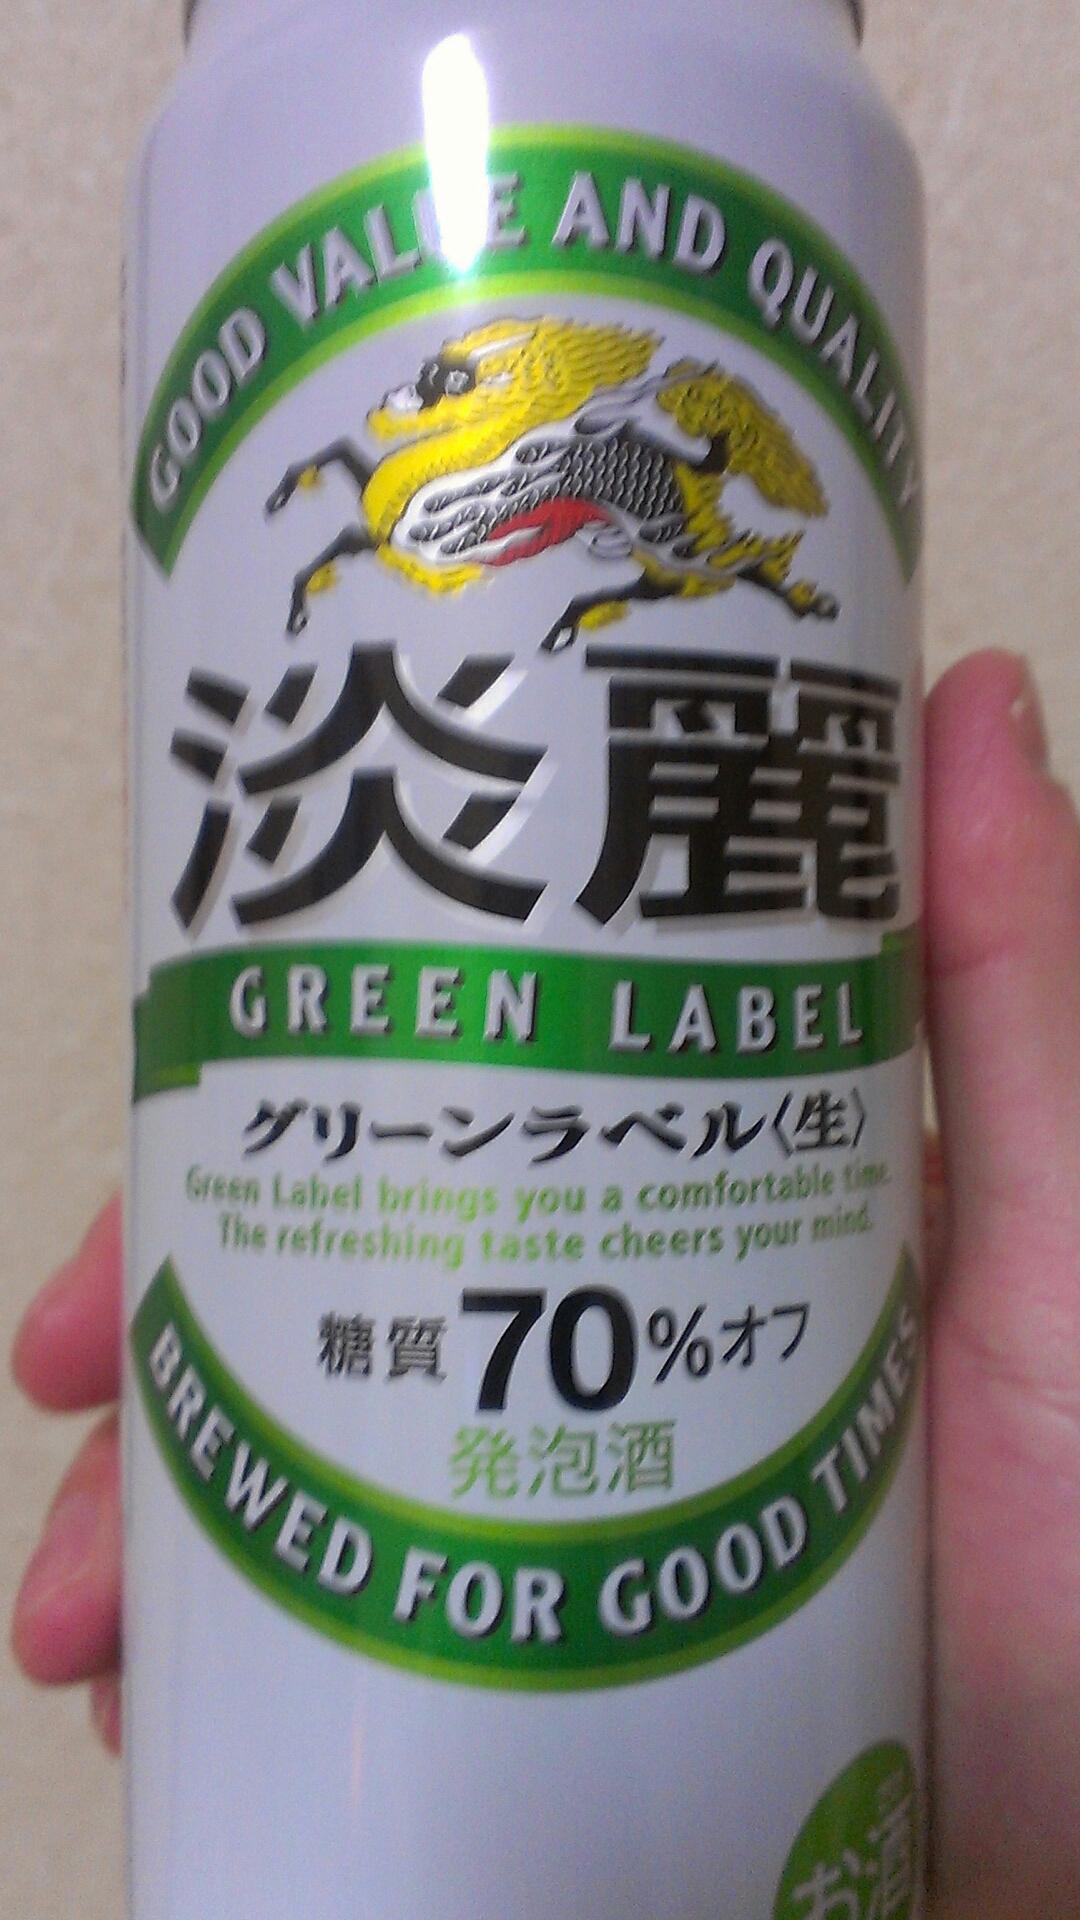 GOOD VALUE AND QUALITY
淡麗
GREEN LABEL
グリーンラベル〈生〉
Green Label brings you a comfortable time.
The refreshing taste cheers your mind.
糖質70%オフ
発泡酒
BREWED FOR GOOD TIMES
お酒